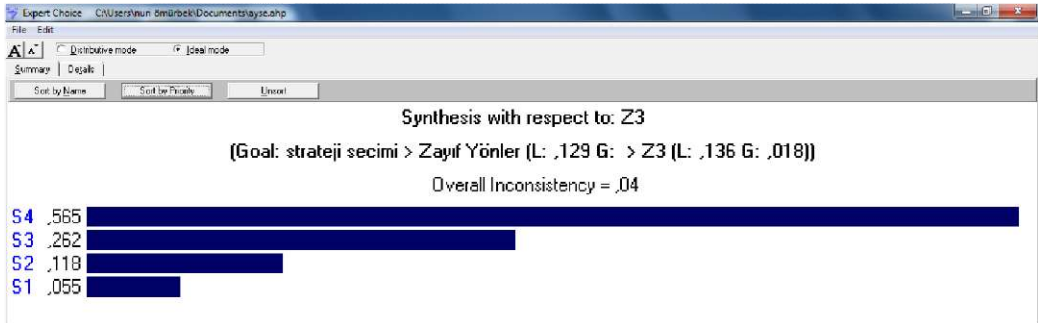 Expert Choice C:\Users\nuri ömürbek\Documents\ayse.ahp
File Edit
A A Distributive mode Ideal mode
Summary Details
Sort by Name Sort by Priority Unsort
Synthesis with respect to: Z3
(Goal: strateji secimi > Zayıf Yönler (L: ,129 G: > Z3 (L: ,136 G: ,018))
Overall Inconsistency = ,04
S4 ,565
S3 ,262
S2 ,118
S1 ,055